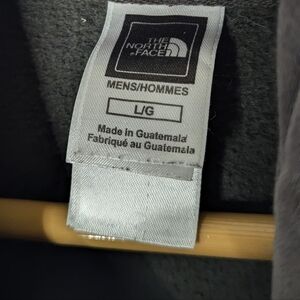 THE
NORTH
FACE
MENS/HOMMES
L/G
Made in Guatemala
Fabriqué au Guatemala